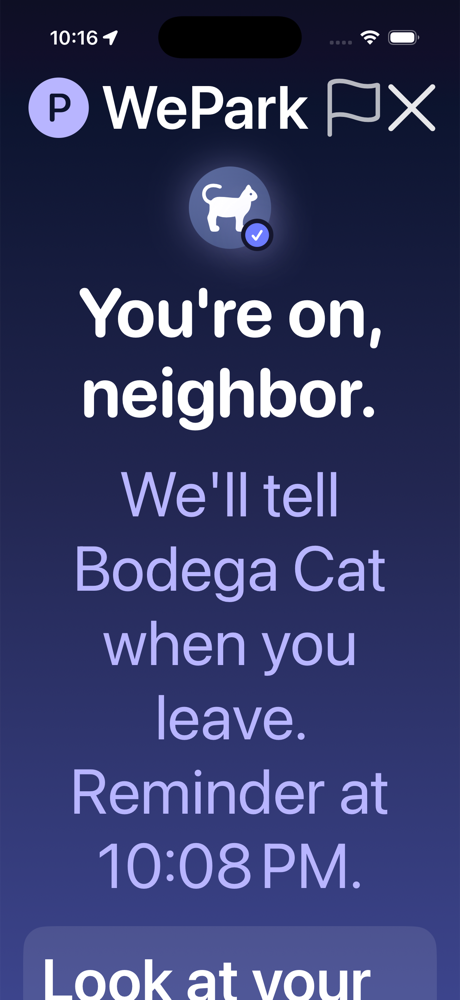 10:16
P WePark
You're on,
neighbor.
We'll tell
Bodega Cat
when you
leave.
Reminder at
10:08 PM.
Look at your